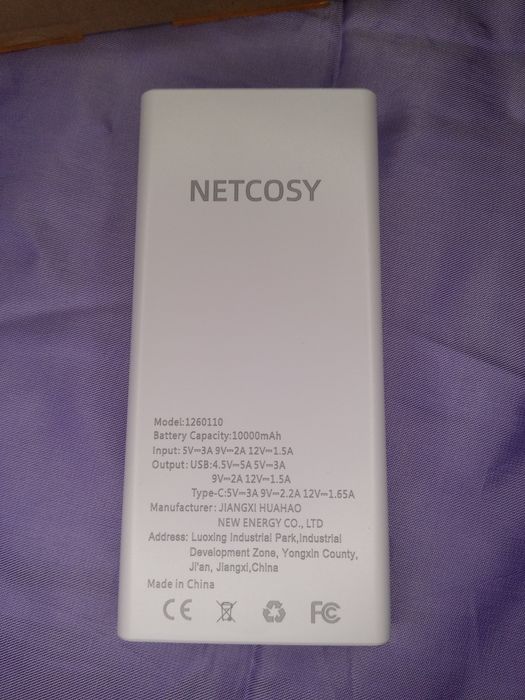 NETCOSY
Model:1260110
Battery Capacity:10000mAh
Input: 5V⎓3A 9V⎓2A 12V⎓1.5A
Output: USB:4.5V⎓5A 5V⎓3A
9V⎓2A 12V⎓1.5A
Type-C:5V⎓3A 9V⎓2.2A 12V⎓1.65A
Manufacturer: JIANGXI HUAHAO
NEW ENERGY CO., LTD
Address: Luoxing Industrial Park,Industrial
Development Zone, Yongxin County,
Ji'an, Jiangxi,China
Made in China
CE FC